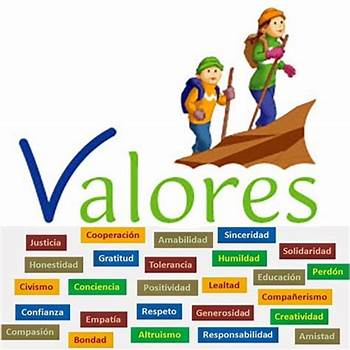 Valores
Justicia Cooperación Amabilidad Sinceridad Solidaridad
Honestidad Gratitud Tolerancia Humildad Perdón
Civismo Conciencia Positividad Lealtad Educación Compañerismo
Confianza Empatía Respeto Generosidad Creatividad
Compasión Bondad Altruismo Responsabilidad Amistad